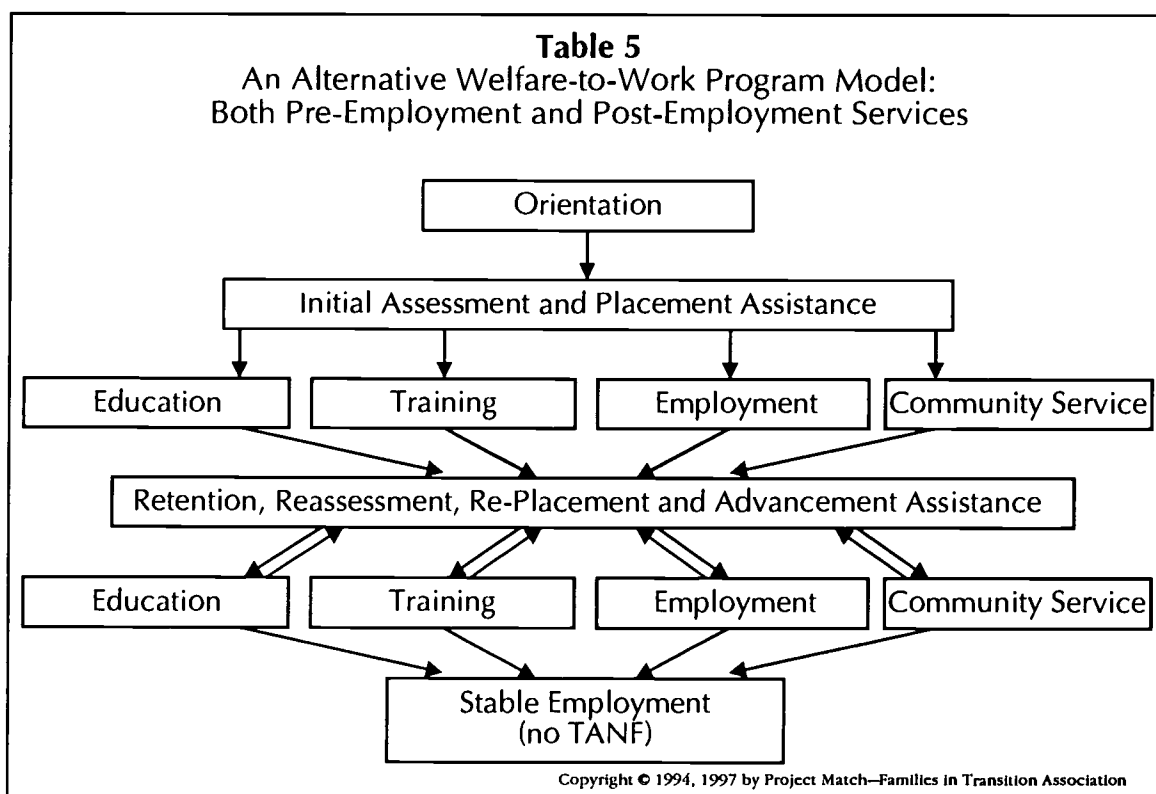 Table 5
An Alternative Welfare-to-Work Program Model:
Both Pre-Employment and Post-Employment Services
Orientation
Initial Assessment and Placement Assistance
Education
Training
Employment
Community Service
Retention, Reassessment, Re-Placement and Advancement Assistance
Education
Training
Employment
Community Service
Stable Employment
(no TANF)
Copyright © 1994, 1997 by Project Match—Families in Transition Association